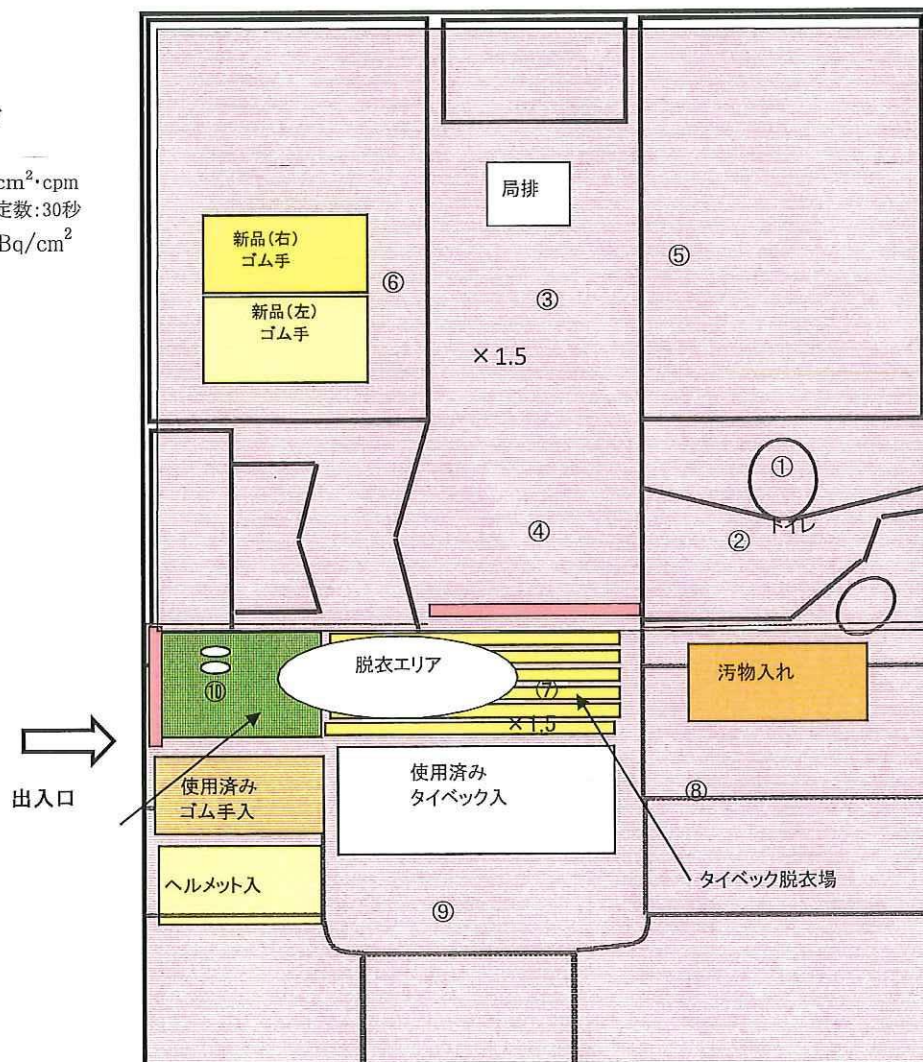 cm²・cpm
定数:30秒
Bq/cm²
局排
新品(右)
ゴム手
新品(左)
ゴム手
⑥
③
⑤
×1.5
①
トイレ
②
④
脱衣エリア
⑦
×1.5
⑩
汚物入れ
出入口
使用済み
ゴム手入
使用済み
タイベック入
⑧
ヘルメット入
タイベック脱衣場
⑨